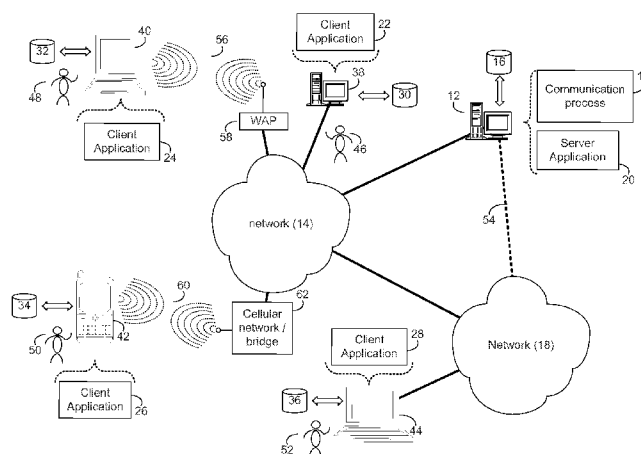 40
56
Client
Application
22
32
38
16
Communication
process
1
48
30
12
58
WAP
46
Server
Application
20
Client
Application
24
54
network (14)
60
62
34
42
Cellular
network /
bridge
28
Client
Application
Network (18)
50
Client
Application
26
36
44
52